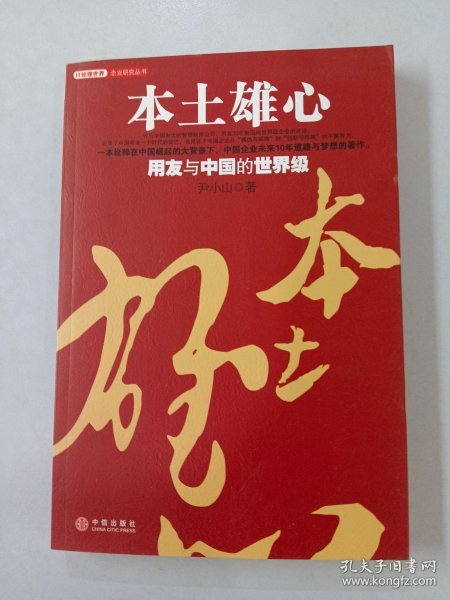 IT经理世界 企业研究丛书
本土雄心
一本诠释在中国崛起的大背景下，中国企业未来10年道路与梦想的著作。
用友与中国的世界级
尹小山◎著
本土
雄心
中信出版社
CHINA CITIC PRESS
孔夫子旧书网
www.kongfz.com